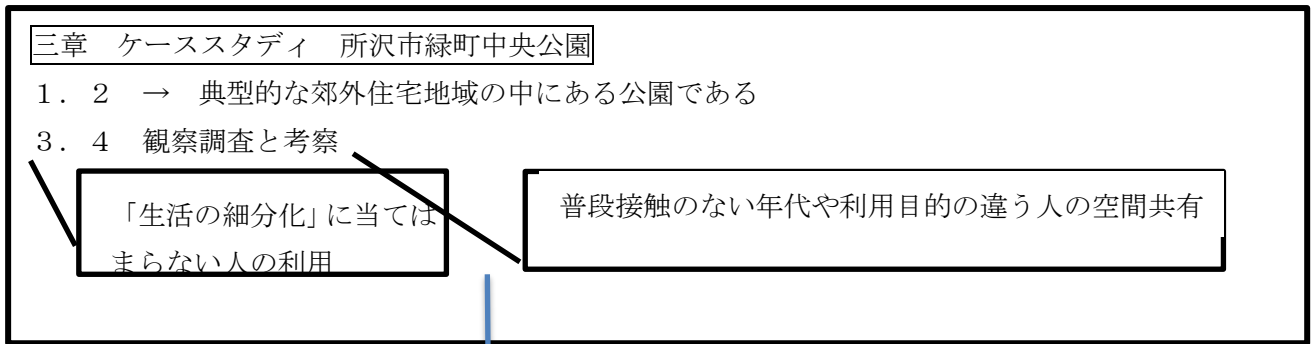 三章　ケーススタディ　所沢市緑町中央公園
１．２　→　典型的な郊外住宅地域の中にある公園である
３．４　観察調査と考察
「生活の細分化」に当ては
まらない人の利用
普段接触のない年代や利用目的の違う人の空間共有